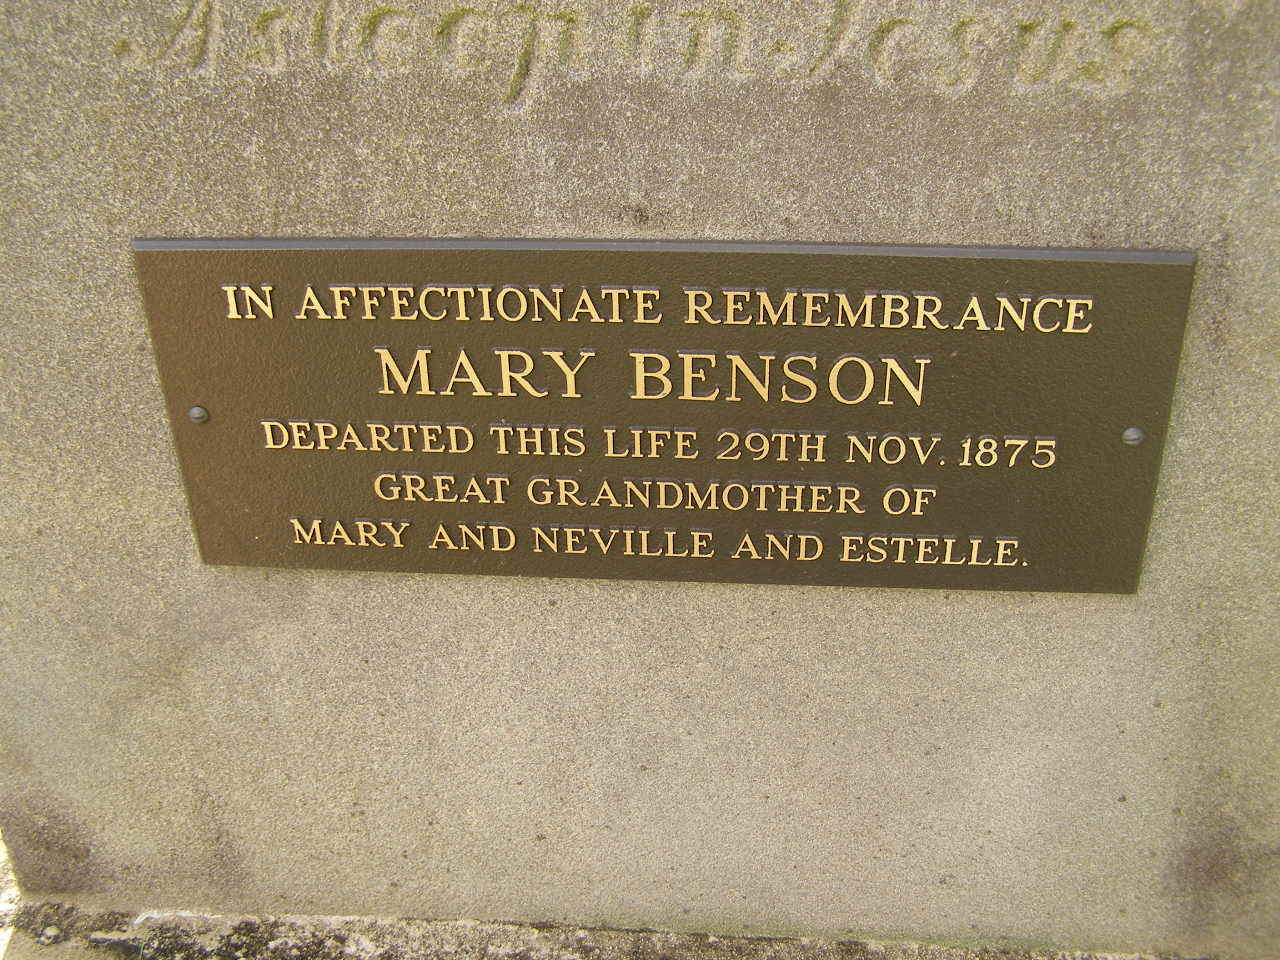 Asleep in Jesus
IN AFFECTIONATE REMEMBRANCE
MARY BENSON
DEPARTED THIS LIFE 29TH NOV. 1875
GREAT GRANDMOTHER OF
MARY AND NEVILLE AND ESTELLE.